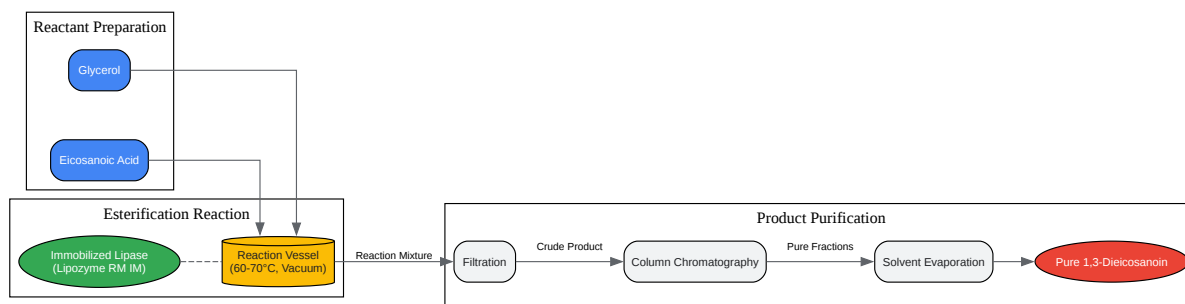 Reactant Preparation
Glycerol
Eicosanoic Acid
Esterification Reaction
Immobilized Lipase
(Lipozyme RM IM)
Reaction Vessel
(60-70°C, Vacuum)
Reaction Mixture
Product Purification
Filtration
Crude Product
Column Chromatography
Pure Fractions
Solvent Evaporation
Pure 1,3-Dieicosanoin